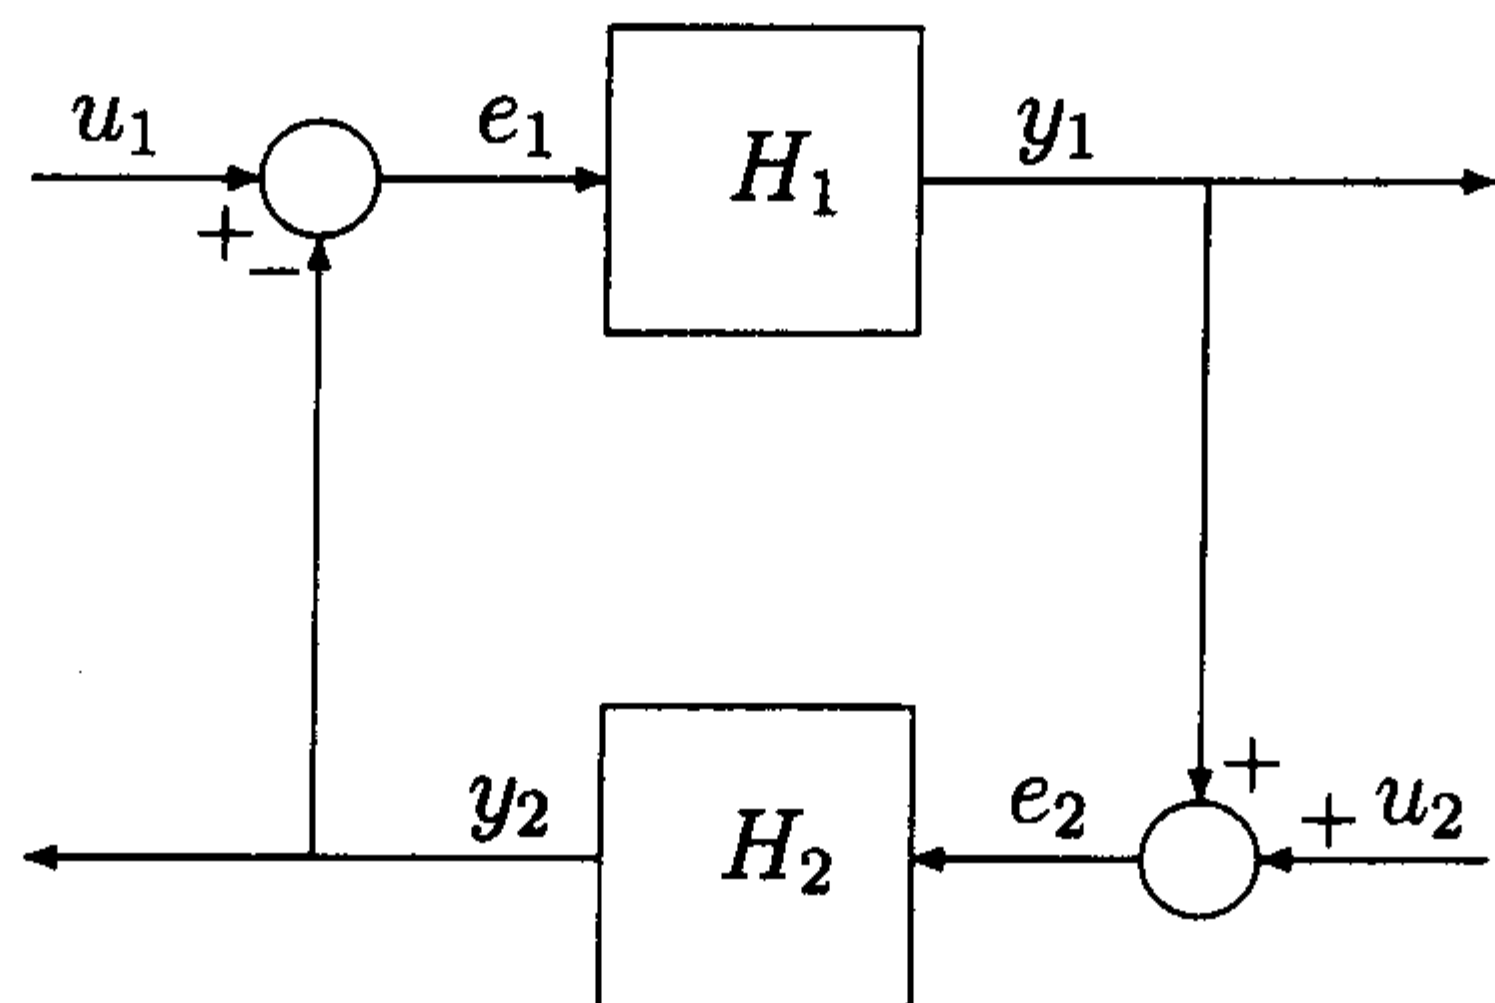 u₁ e₁ H₁ y₁
+
−
+
y₂ H₂ e₂ + u₂